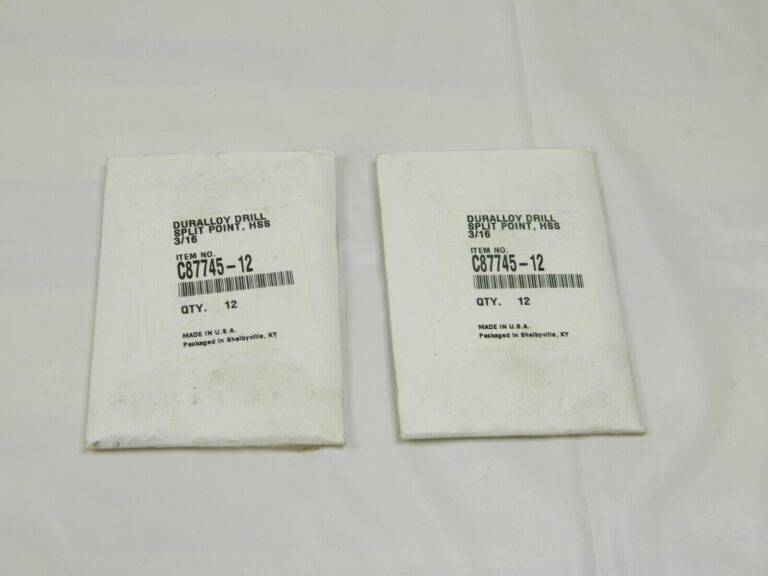 DURALLOY DRILL
SPLIT POINT, HSS
3/16
ITEM NO.
C87745-12
QTY. 12
MADE IN U.S.A.
Packaged in Shelbyville, KY
DURALLOY DRILL
SPLIT POINT, HSS
3/16
ITEM NO.
C87745-12
QTY. 12
MADE IN U.S.A.
Packaged in Shelbyville, KY